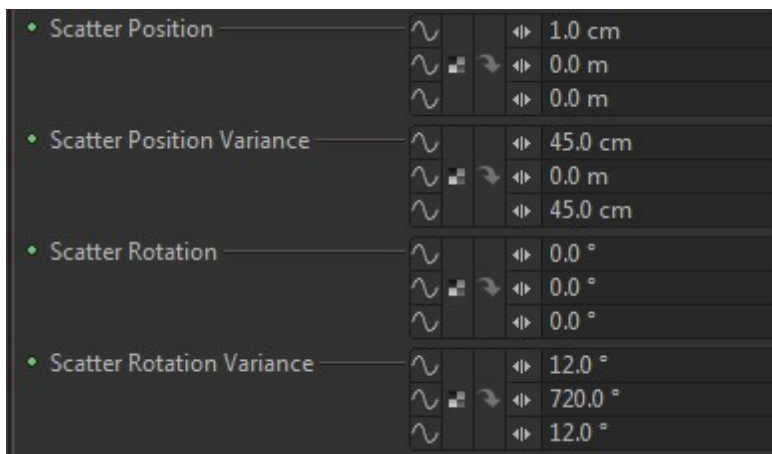 Scatter Position 1.0 cm
0.0 m
0.0 m
Scatter Position Variance 45.0 cm
0.0 m
45.0 cm
Scatter Rotation 0.0 °
0.0 °
0.0 °
Scatter Rotation Variance 12.0 °
720.0 °
12.0 °